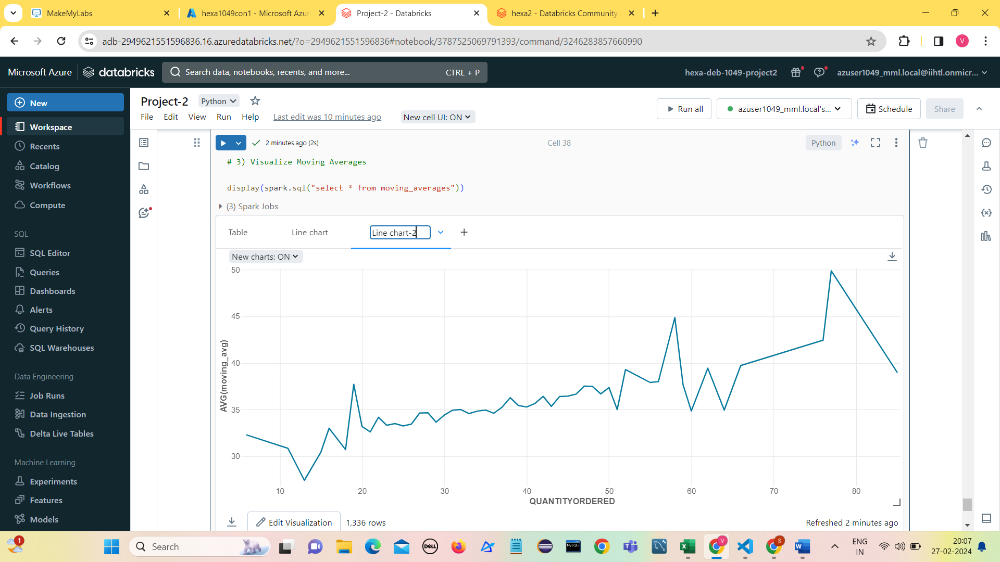 MakeMyLabs
hexa1049con1 - Microsoft Azur
Project-2 - Databricks
hexa2 - Databricks Community
adb-2949621551596836.16.azuredatabricks.net/?o=2949621551596836#notebook/3787525069791393/command/3246283857660990
V
Microsoft Azure
databricks
Search data, notebooks, recents, and more...
CTRL + P
hexa-deb-1049-project2
azuser1049_mml.local@iihtl.onmicr...
New
Workspace
Recents
Catalog
Workflows
Compute
SQL
SQL Editor
Queries
Dashboards
Alerts
Query History
SQL Warehouses
Data Engineering
Job Runs
Data Ingestion
Delta Live Tables
Machine Learning
Experiments
Features
Models
Project-2
Python
File Edit View Run Help
Last edit was 10 minutes ago
New cell UI: ON
Run all
azuser1049_mml.local's...
Schedule
Share
2 minutes ago (2s)
Cell 38
Python
# 3) Visualize Moving Averages
display(spark.sql("select * from moving_averages"))
(3) Spark Jobs
Table
Line chart
Line chart-2
New charts: ON
50
45
40
35
30
AVG(moving_avg)
10 20 30 40 50 60 70 80
QUANTITYORDERED
Edit Visualization
1,336 rows
Refreshed 2 minutes ago
1
Search
DELL
MySQL
V
S
ENG
IN
20:07
27-02-2024